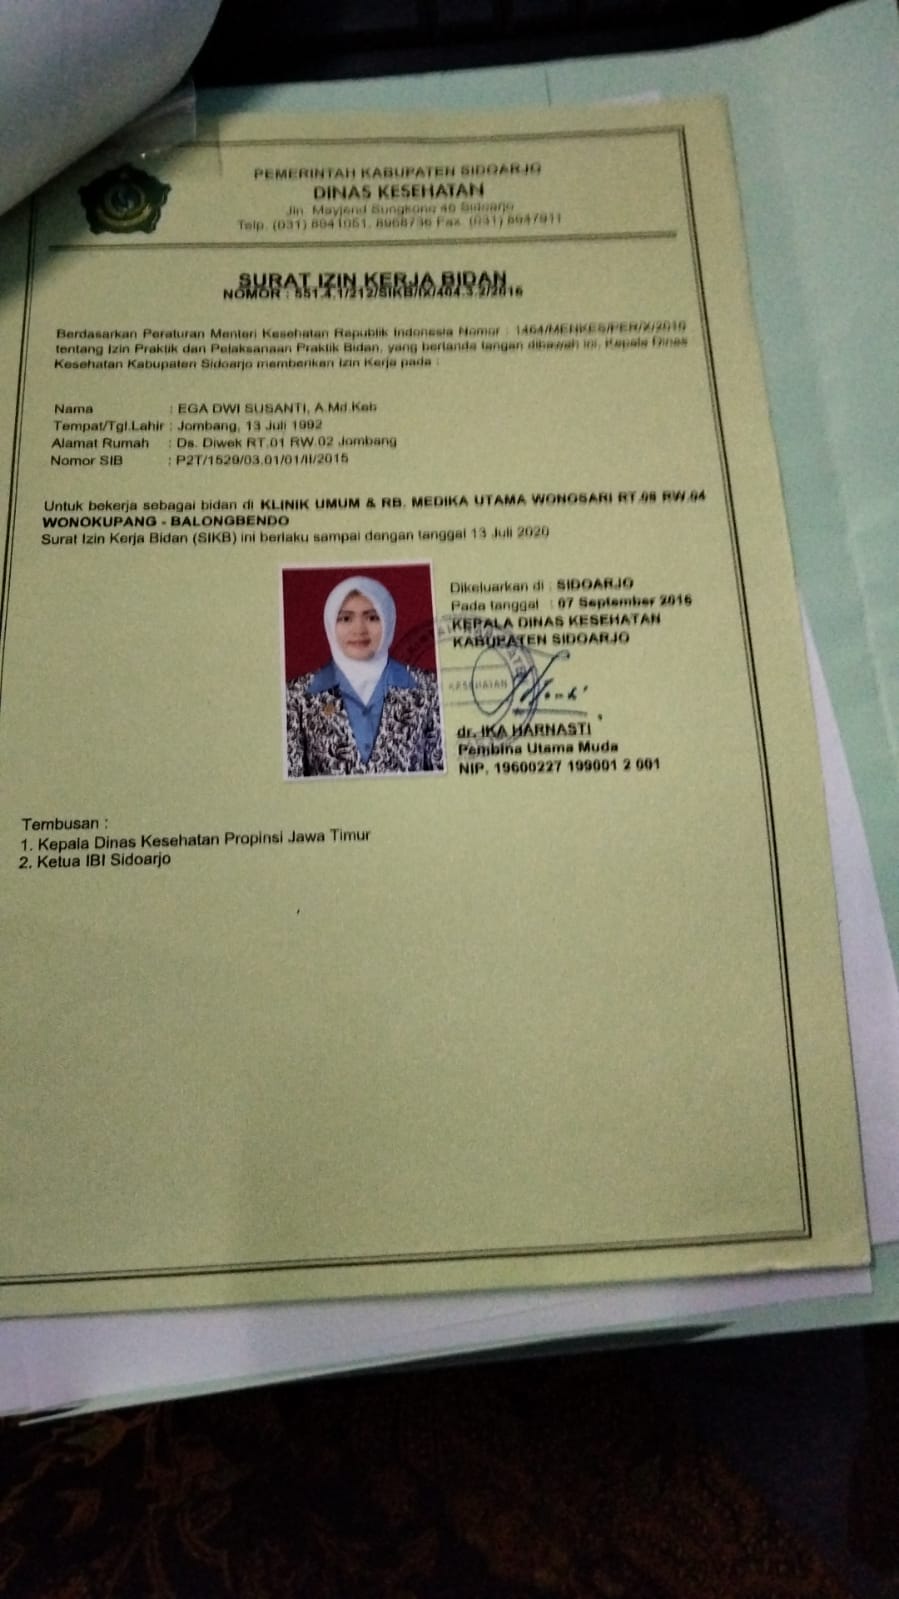 PEMERINTAH KABUPATEN SIDOARJO
DINAS KESEHATAN
Jln. Mayjend Sungkono 46 Sidoarjo
Telp. (031) 8941051, 8968736 Fax. (031) 8947911
SURAT IZIN KERJA BIDAN
NOMOR : 551.4.1/212/SIKB/IX/404.3.2/2016
Berdasarkan Peraturan Menteri Kesehatan Republik Indonesia Nomor : 1464/MENKES/PER/X/2010
tentang Izin Praktik dan Pelaksanaan Praktik Bidan, yang bertanda tangan dibawah ini, Kepala Dinas
Kesehatan Kabupaten Sidoarjo memberikan Izin Kerja pada :
Nama : EGA DWI SUSANTI, A.Md.Keb
Tempat/Tgl.Lahir : Jombang, 13 Juli 1992
Alamat Rumah : Ds. Diwek RT.01 RW.02 Jombang
Nomor SIB : P2T/1529/03.01/01/II/2015
Untuk bekerja sebagai bidan di KLINIK UMUM & RB. MEDIKA UTAMA WONOSARI RT.08 RW.04
WONOKUPANG - BALONGBENDO
Surat Izin Kerja Bidan (SIKB) ini berlaku sampai dengan tanggal 13 Juli 2020
Dikeluarkan di : SIDOARJO
Pada tanggal : 07 September 2016
KEPALA DINAS KESEHATAN
KABUPATEN SIDOARJO
KESEHATAN
dr. IKA HARNASTI
Pembina Utama Muda
NIP. 19600227 199001 2 001
Tembusan :
1. Kepala Dinas Kesehatan Propinsi Jawa Timur
2. Ketua IBI Sidoarjo